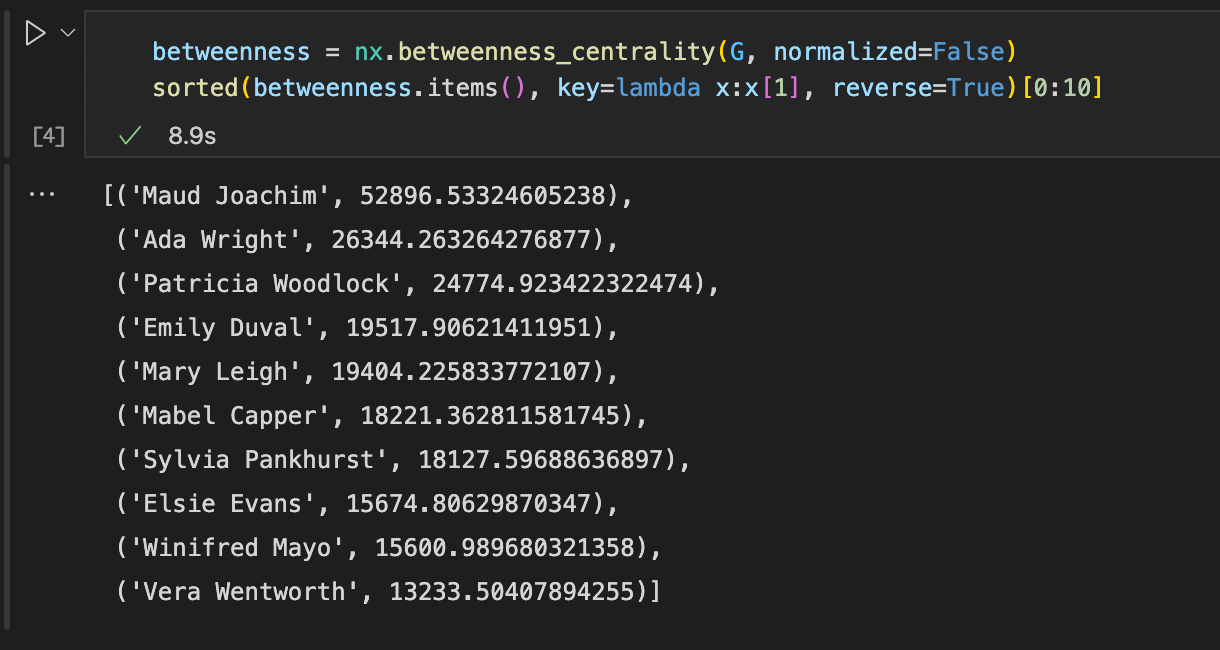 betweenness = nx.betweenness_centrality(G, normalized=False)
sorted(betweenness.items(), key=lambda x:x[1], reverse=True)[0:10]
[4] 8.9s
... [('Maud Joachim', 52896.53324605238),
('Ada Wright', 26344.263264276877),
('Patricia Woodlock', 24774.923422322474),
('Emily Duval', 19517.90621411951),
('Mary Leigh', 19404.225833772107),
('Mabel Capper', 18221.362811581745),
('Sylvia Pankhurst', 18127.59688636897),
('Elsie Evans', 15674.80629870347),
('Winifred Mayo', 15600.989680321358),
('Vera Wentworth', 13233.50407894255)]